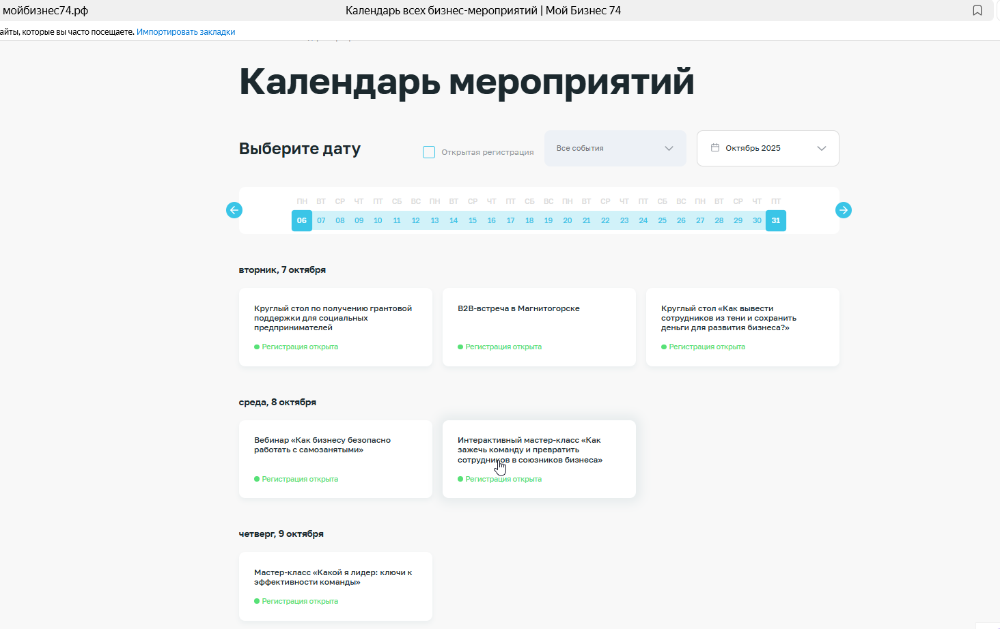 мойбизнес74.рф
Календарь всех бизнес-мероприятий | Мой Бизнес 74
айты, которые вы часто посещаете. Импортировать закладки
Календарь мероприятий
Выберите дату
Открытая регистрация
Все события
Октябрь 2025
ПН ВТ СР ЧТ ПТ СБ ВС ПН ВТ СР ЧТ ПТ СБ ВС ПН ВТ СР ЧТ ПТ СБ ВС ПН ВТ СР ЧТ ПТ
06 07 08 09 10 11 12 13 14 15 16 17 18 19 20 21 22 23 24 25 26 27 28 29 30 31
вторник, 7 октября
Круглый стол по получению грантовой
поддержки для социальных
предпринимателей
Регистрация открыта
B2B-встреча в Магнитогорске
Регистрация открыта
Круглый стол «Как вывести
сотрудников из тени и сохранить
деньги для развития бизнеса?»
Регистрация открыта
среда, 8 октября
Вебинар «Как бизнесу безопасно
работать с самозанятыми»
Регистрация открыта
Интерактивный мастер-класс «Как
зажечь команду и превратить
сотрудников в союзников бизнеса»
Регистрация открыта
четверг, 9 октября
Мастер-класс «Какой я лидер: ключи к
эффективности команды»
Регистрация открыта